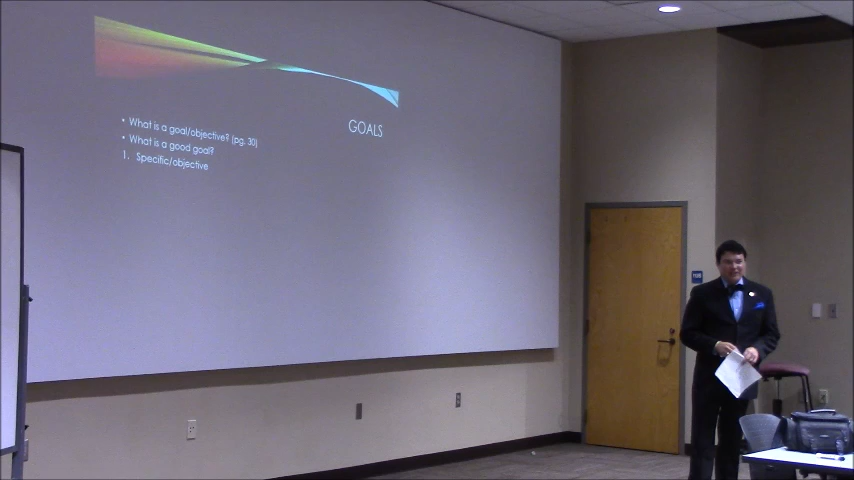 GOALS
• What is a goal/objective? (pg. 30)
• What is a good goal?
1. Specific/objective